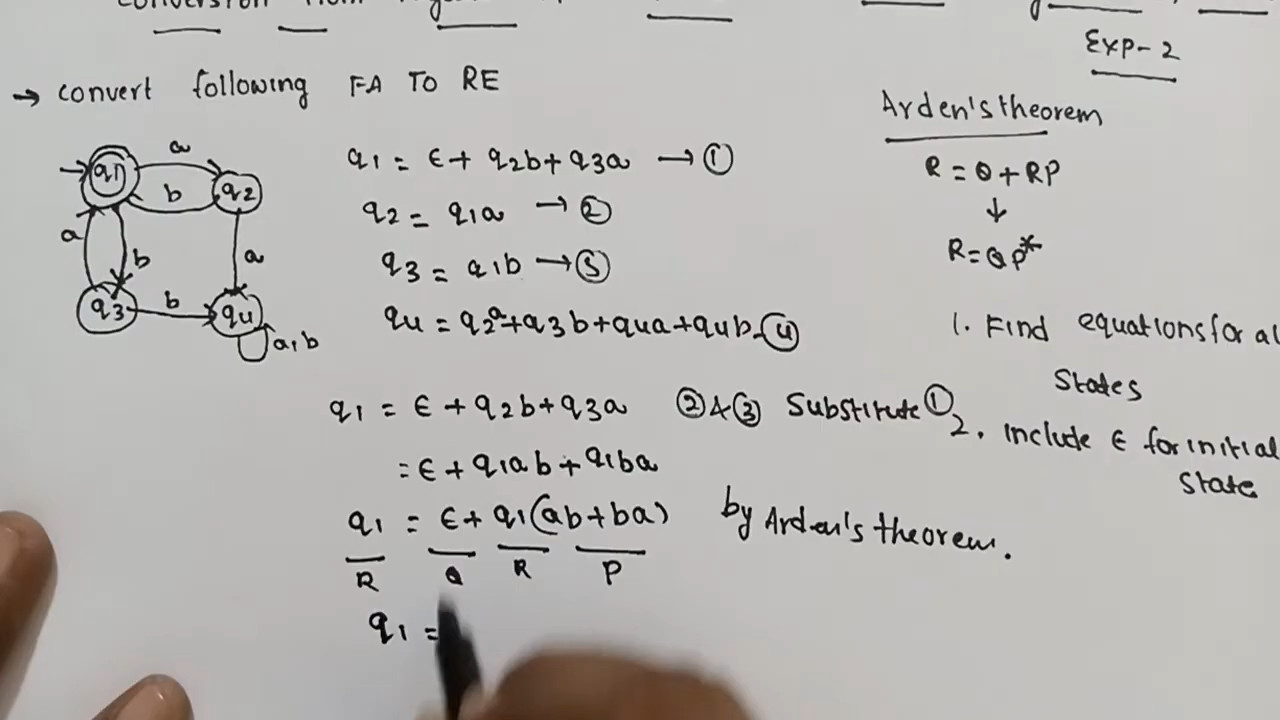 conversion from
Exp-2
→ convert following FA TO RE
Arden's theorem
R = Q + RP
↓
R = QP*
q1 a q2
b
a b a
q3 b q4
a,b
q1 = ε + q2b + q3a → ①
q2 = q1a → ②
q3 = q1b → ③
q4 = q2a + q3b + q4a + q4b - ④
1. Find equations for al
States
2. include ε for initial
State
q1 = ε + q2b + q3a ② & ③ Substitute ①
= ε + q1ab + q1ba
q1 = ε + q1(ab + ba) by Arden's theorem.
R Q R P
q1 =